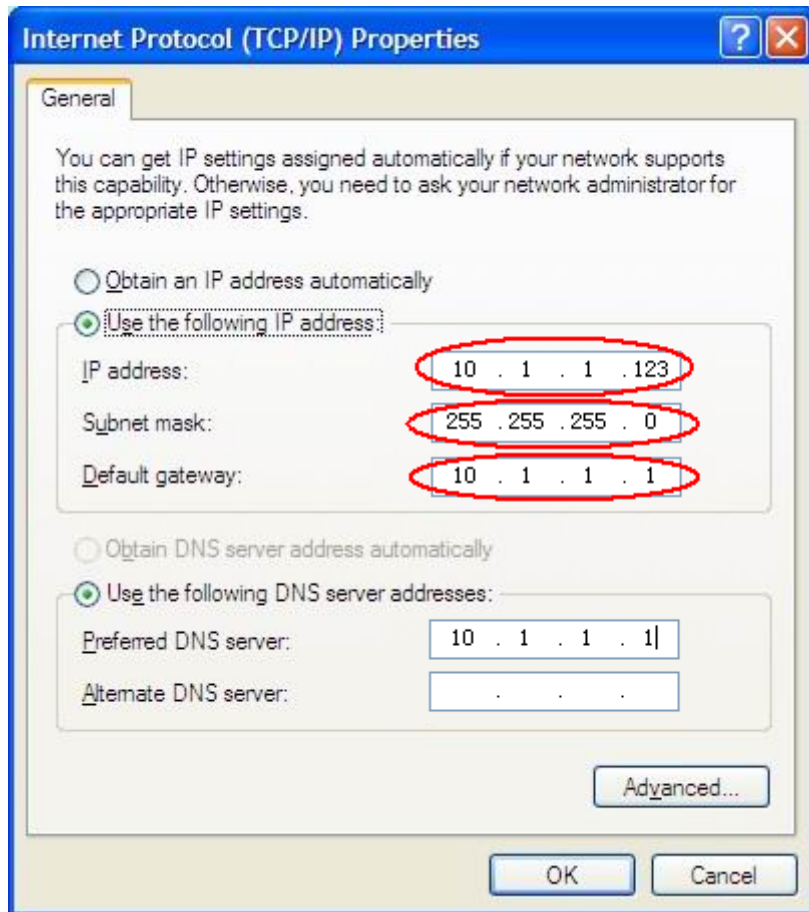 Internet Protocol (TCP/IP) Properties
General
You can get IP settings assigned automatically if your network supports
this capability. Otherwise, you need to ask your network administrator for
the appropriate IP settings.
Obtain an IP address automatically
Use the following IP address:
IP address: 10 . 1 . 1 .123
Subnet mask: 255 .255 .255 . 0
Default gateway: 10 . 1 . 1 . 1
Obtain DNS server address automatically
Use the following DNS server addresses:
Preferred DNS server: 10 . 1 . 1 . 1
Alternate DNS server: . . .
Advanced...
OK Cancel